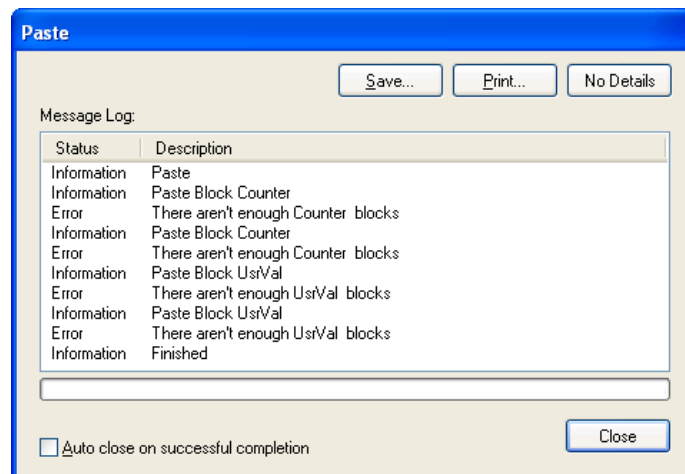 Paste
Save... Print... No Details
Message Log:
Status Description
Information Paste
Information Paste Block Counter
Error There aren't enough Counter blocks
Information Paste Block Counter
Error There aren't enough Counter blocks
Information Paste Block UsrVal
Error There aren't enough UsrVal blocks
Information Paste Block UsrVal
Error There aren't enough UsrVal blocks
Information Finished
Close
Auto close on successful completion